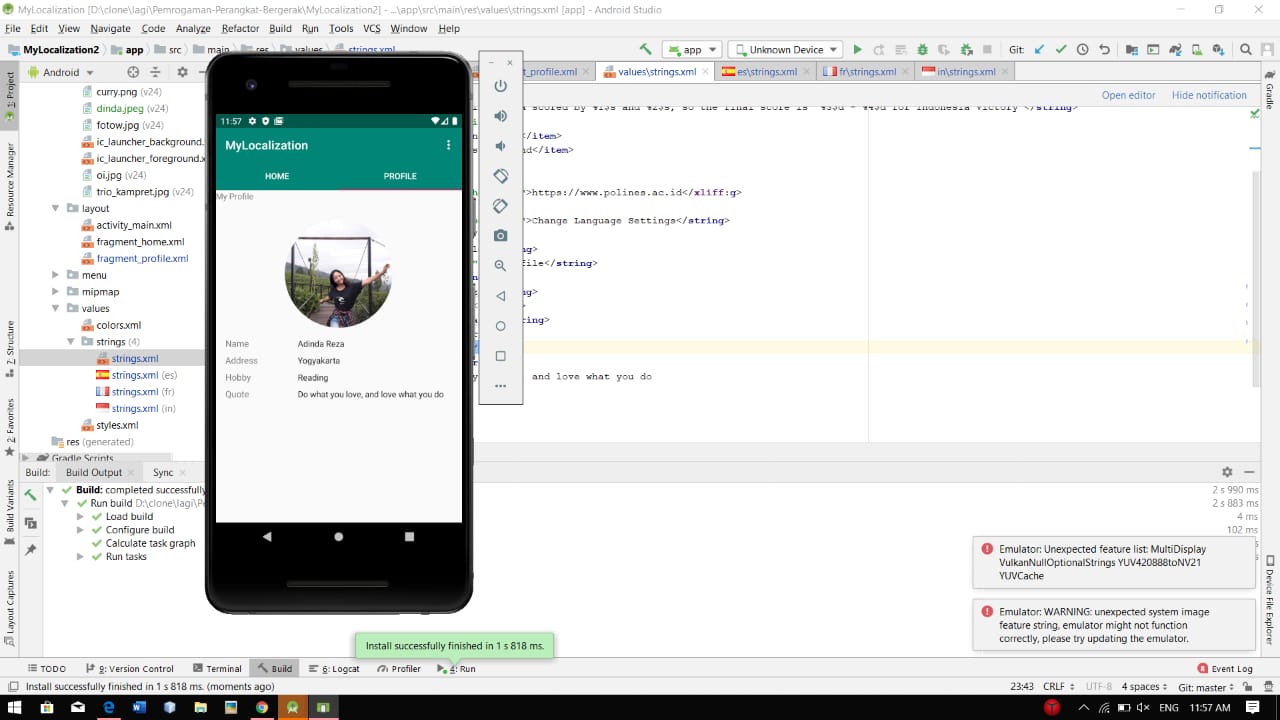 MyLocalization [D:\clone\lagi\Pemrogaman-Perangkat-Bergerak\MyLocalization2] - ...\app\src\main\res\values\strings.xml [app] - Android Studio
File Edit View Navigate Code Analyze Refactor Build Run Tools VCS Window Help
MyLocalization2 app src main res values strings.xml app Unknown Device Git:
Android t_profile.xml values\strings.xml es\strings.xml fr\strings.xml in\strings.xml
Open editor Hide notification
1: Project
Resource Manager
7: Structure
2: Favorites
Build Variants
Layout Captures
Gradle
Device File Explorer
curry.png (v24)
dinda.jpeg (v24)
fotow.jpg (v24)
ic_launcher_background.
ic_launcher_foreground.x
oi.jpg (v24)
trio_kampret.jpg (v24)
layout
activity_main.xml
fragment_home.xml
fragment_profile.xml
menu
mipmap
values
colors.xml
strings (4)
strings.xml
strings.xml (es)
strings.xml (fr)
strings.xml (in)
styles.xml
res (generated)
Gradle Scripts
11:57
MyLocalization
HOME PROFILE
My Profile
Name Adinda Reza
Address Yogyakarta
Hobby Reading
Quote Do what you love, and love what you do
scored by %1$s and %2$s, so the final score is %3$d - %4$d for Indonesia victory </string>
</item>
d</item>
">https://www.polines.ac.id</xliff:g>
">Change Language Settings</string>
ng>
file</string>
ng>
>
ring>
, and love what you do
Build: Build Output Sync
Build: completed successfully 2 s 990 ms
Run build D:\clone\lagi\Pe 2 s 883 ms
Load build 4 ms
Configure build 102 ms
Calculate task graph
Run tasks
Emulator: Unexpected feature list: MultiDisplay
VulkanNullOptionalStrings YUV420888toNV21
YUVCache
Emulator: WARNING: unexpected system image
feature string, emulator might not function
correctly, please try updating the emulator.
Install successfully finished in 1 s 818 ms.
TODO 9: Version Control Terminal Build 6: Logcat Profiler 4: Run Event Log
Install successfully finished in 1 s 818 ms. (moments ago) 23:43 CRLF UTF-8 4 spaces Git: master
ENG 11:57 AM